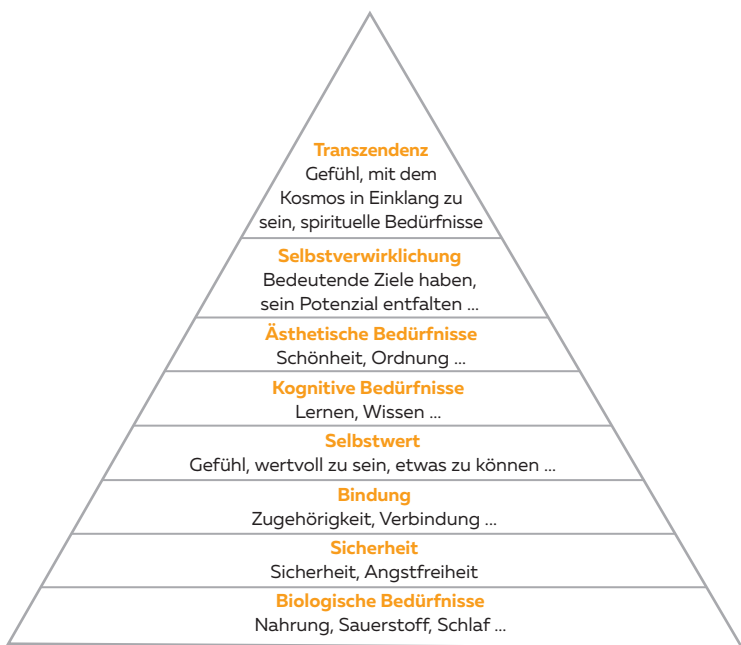 Transzendenz
Gefühl, mit dem
Kosmos in Einklang zu
sein, spirituelle Bedürfnisse
Selbstverwirklichung
Bedeutende Ziele haben,
sein Potenzial entfalten ...
Ästhetische Bedürfnisse
Schönheit, Ordnung ...
Kognitive Bedürfnisse
Lernen, Wissen ...
Selbstwert
Gefühl, wertvoll zu sein, etwas zu können ...
Bindung
Zugehörigkeit, Verbindung ...
Sicherheit
Sicherheit, Angstfreiheit
Biologische Bedürfnisse
Nahrung, Sauerstoff, Schlaf ...